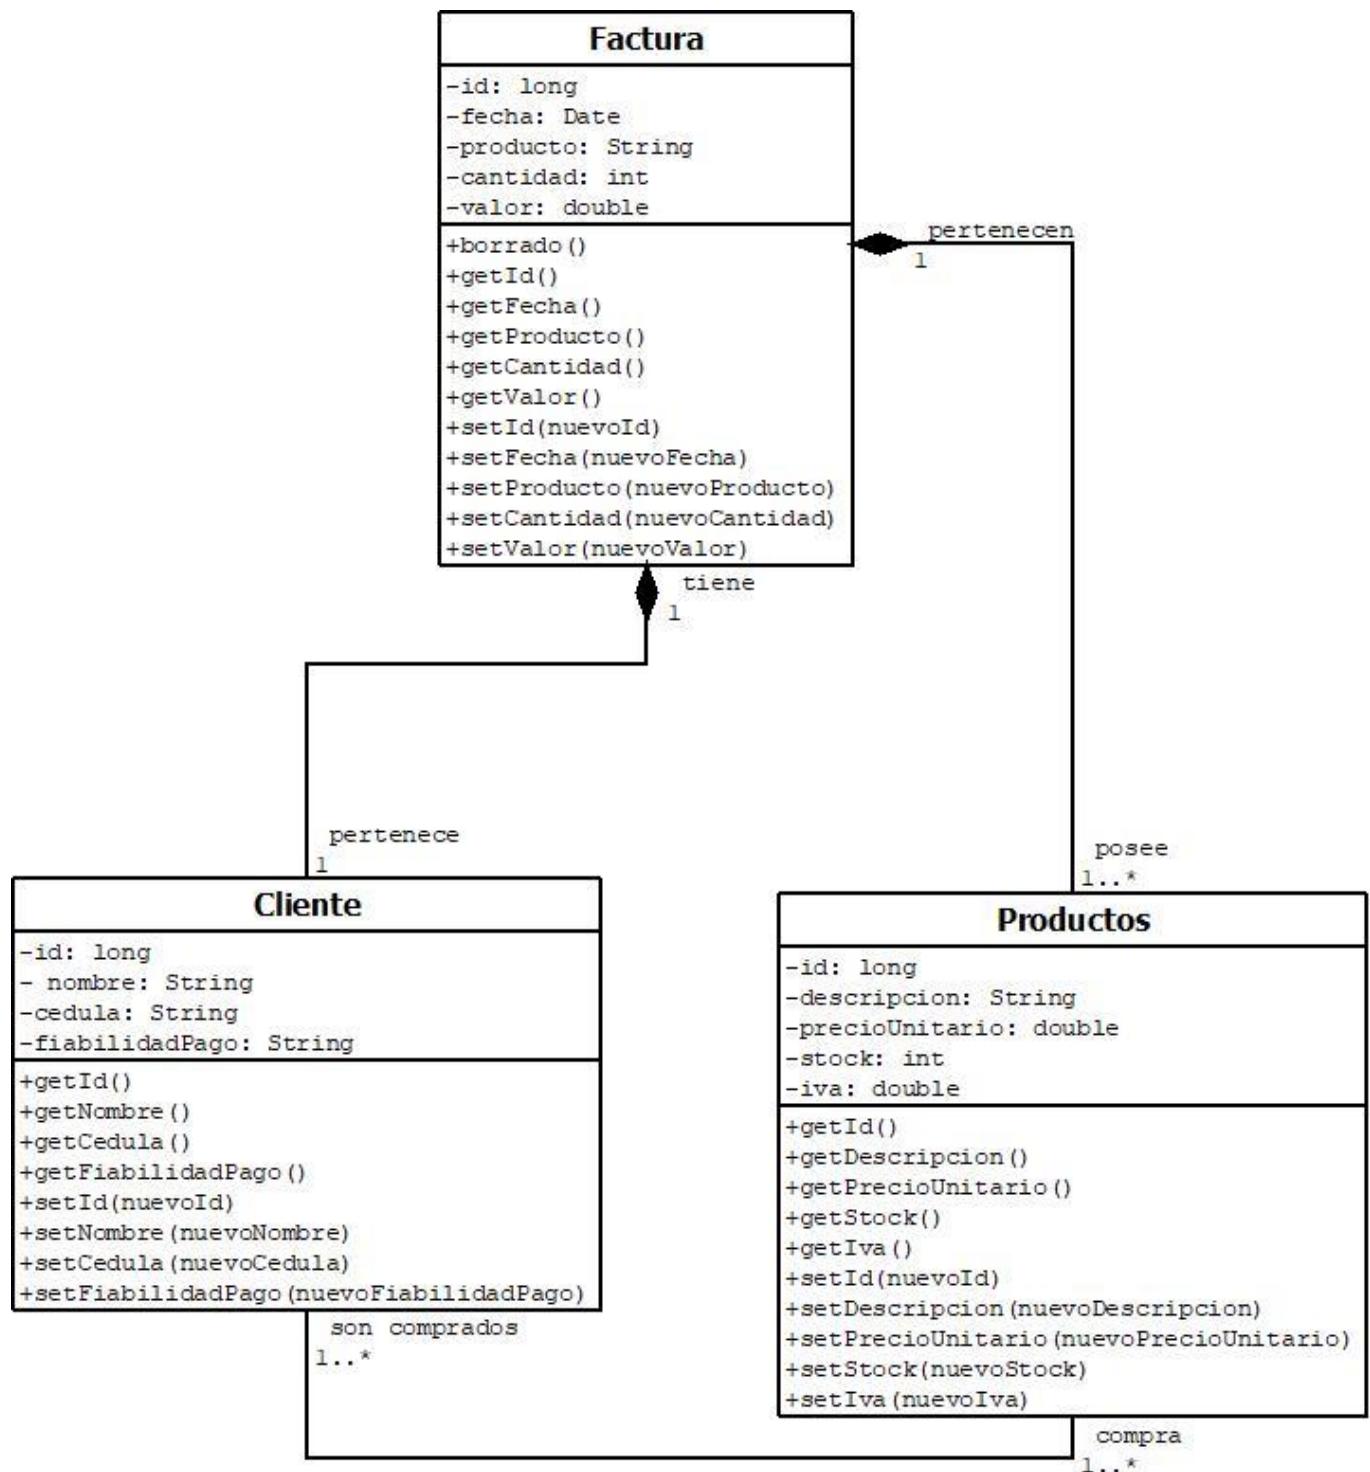 Factura
-id: long
-fecha: Date
-producto: String
-cantidad: int
-valor: double
+borrado()
+getId()
+getFecha()
+getProducto()
+getCantidad()
+getValor()
+setId(nuevoId)
+setFecha(nuevoFecha)
+setProducto(nuevoProducto)
+setCantidad(nuevoCantidad)
+setValor(nuevoValor)
pertenecen
1
tiene
1
pertenece
1
Cliente
-id: long
- nombre: String
-cedula: String
-fiabilidadPago: String
+getId()
+getNombre()
+getCedula()
+getFiabilidadPago()
+setId(nuevoId)
+setNombre(nuevoNombre)
+setCedula(nuevoCedula)
+setFiabilidadPago(nuevoFiabilidadPago)
son comprados
1..*
posee
1..*
Productos
-id: long
-descripcion: String
-precioUnitario: double
-stock: int
-iva: double
+getId()
+getDescripcion()
+getPrecioUnitario()
+getStock()
+getIva()
+setId(nuevoId)
+setDescripcion(nuevoDescripcion)
+setPrecioUnitario(nuevoPrecioUnitario)
+setStock(nuevoStock)
+setIva(nuevoIva)
compra
1..*